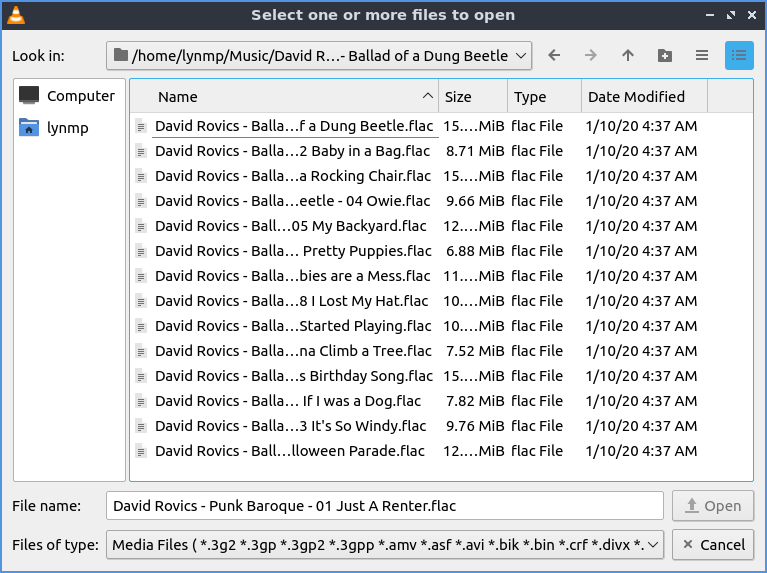 Select one or more files to open
Look in: /home/lynmp/Music/David R...- Ballad of a Dung Beetle
Computer
lynmp
Name Size Type Date Modified
David Rovics - Balla...f a Dung Beetle.flac 15....MiB flac File 1/10/20 4:37 AM
David Rovics - Balla...2 Baby in a Bag.flac 8.71 MiB flac File 1/10/20 4:37 AM
David Rovics - Balla...a Rocking Chair.flac 15....MiB flac File 1/10/20 4:37 AM
David Rovics - Balla...eetle - 04 Owie.flac 9.66 MiB flac File 1/10/20 4:37 AM
David Rovics - Ball...05 My Backyard.flac 12....MiB flac File 1/10/20 4:37 AM
David Rovics - Balla... Pretty Puppies.flac 6.88 MiB flac File 1/10/20 4:37 AM
David Rovics - Balla...bies are a Mess.flac 11....MiB flac File 1/10/20 4:37 AM
David Rovics - Balla...8 I Lost My Hat.flac 10....MiB flac File 1/10/20 4:37 AM
David Rovics - Balla...Started Playing.flac 10....MiB flac File 1/10/20 4:37 AM
David Rovics - Balla...na Climb a Tree.flac 7.52 MiB flac File 1/10/20 4:37 AM
David Rovics - Balla...s Birthday Song.flac 15....MiB flac File 1/10/20 4:37 AM
David Rovics - Balla... If I was a Dog.flac 7.82 MiB flac File 1/10/20 4:37 AM
David Rovics - Ball...3 It's So Windy.flac 9.76 MiB flac File 1/10/20 4:37 AM
David Rovics - Ball...lloween Parade.flac 12....MiB flac File 1/10/20 4:37 AM
File name: David Rovics - Punk Baroque - 01 Just A Renter.flac Open
Files of type: Media Files ( *.3g2 *.3gp *.3gp2 *.3gpp *.amv *.asf *.avi *.bik *.bin *.crf *.divx *. Cancel